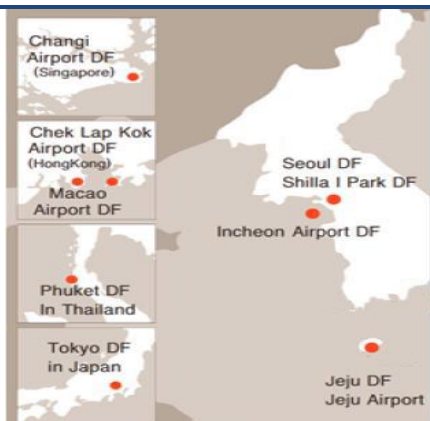 Changi
Airport DF
(Singapore)
Chek Lap Kok
Airport DF
(HongKong)
Macao
Airport DF
Phuket DF
In Thailand
Tokyo DF
in Japan
Seoul DF
Shilla I Park DF
Incheon Airport DF
Jeju DF
Jeju Airport